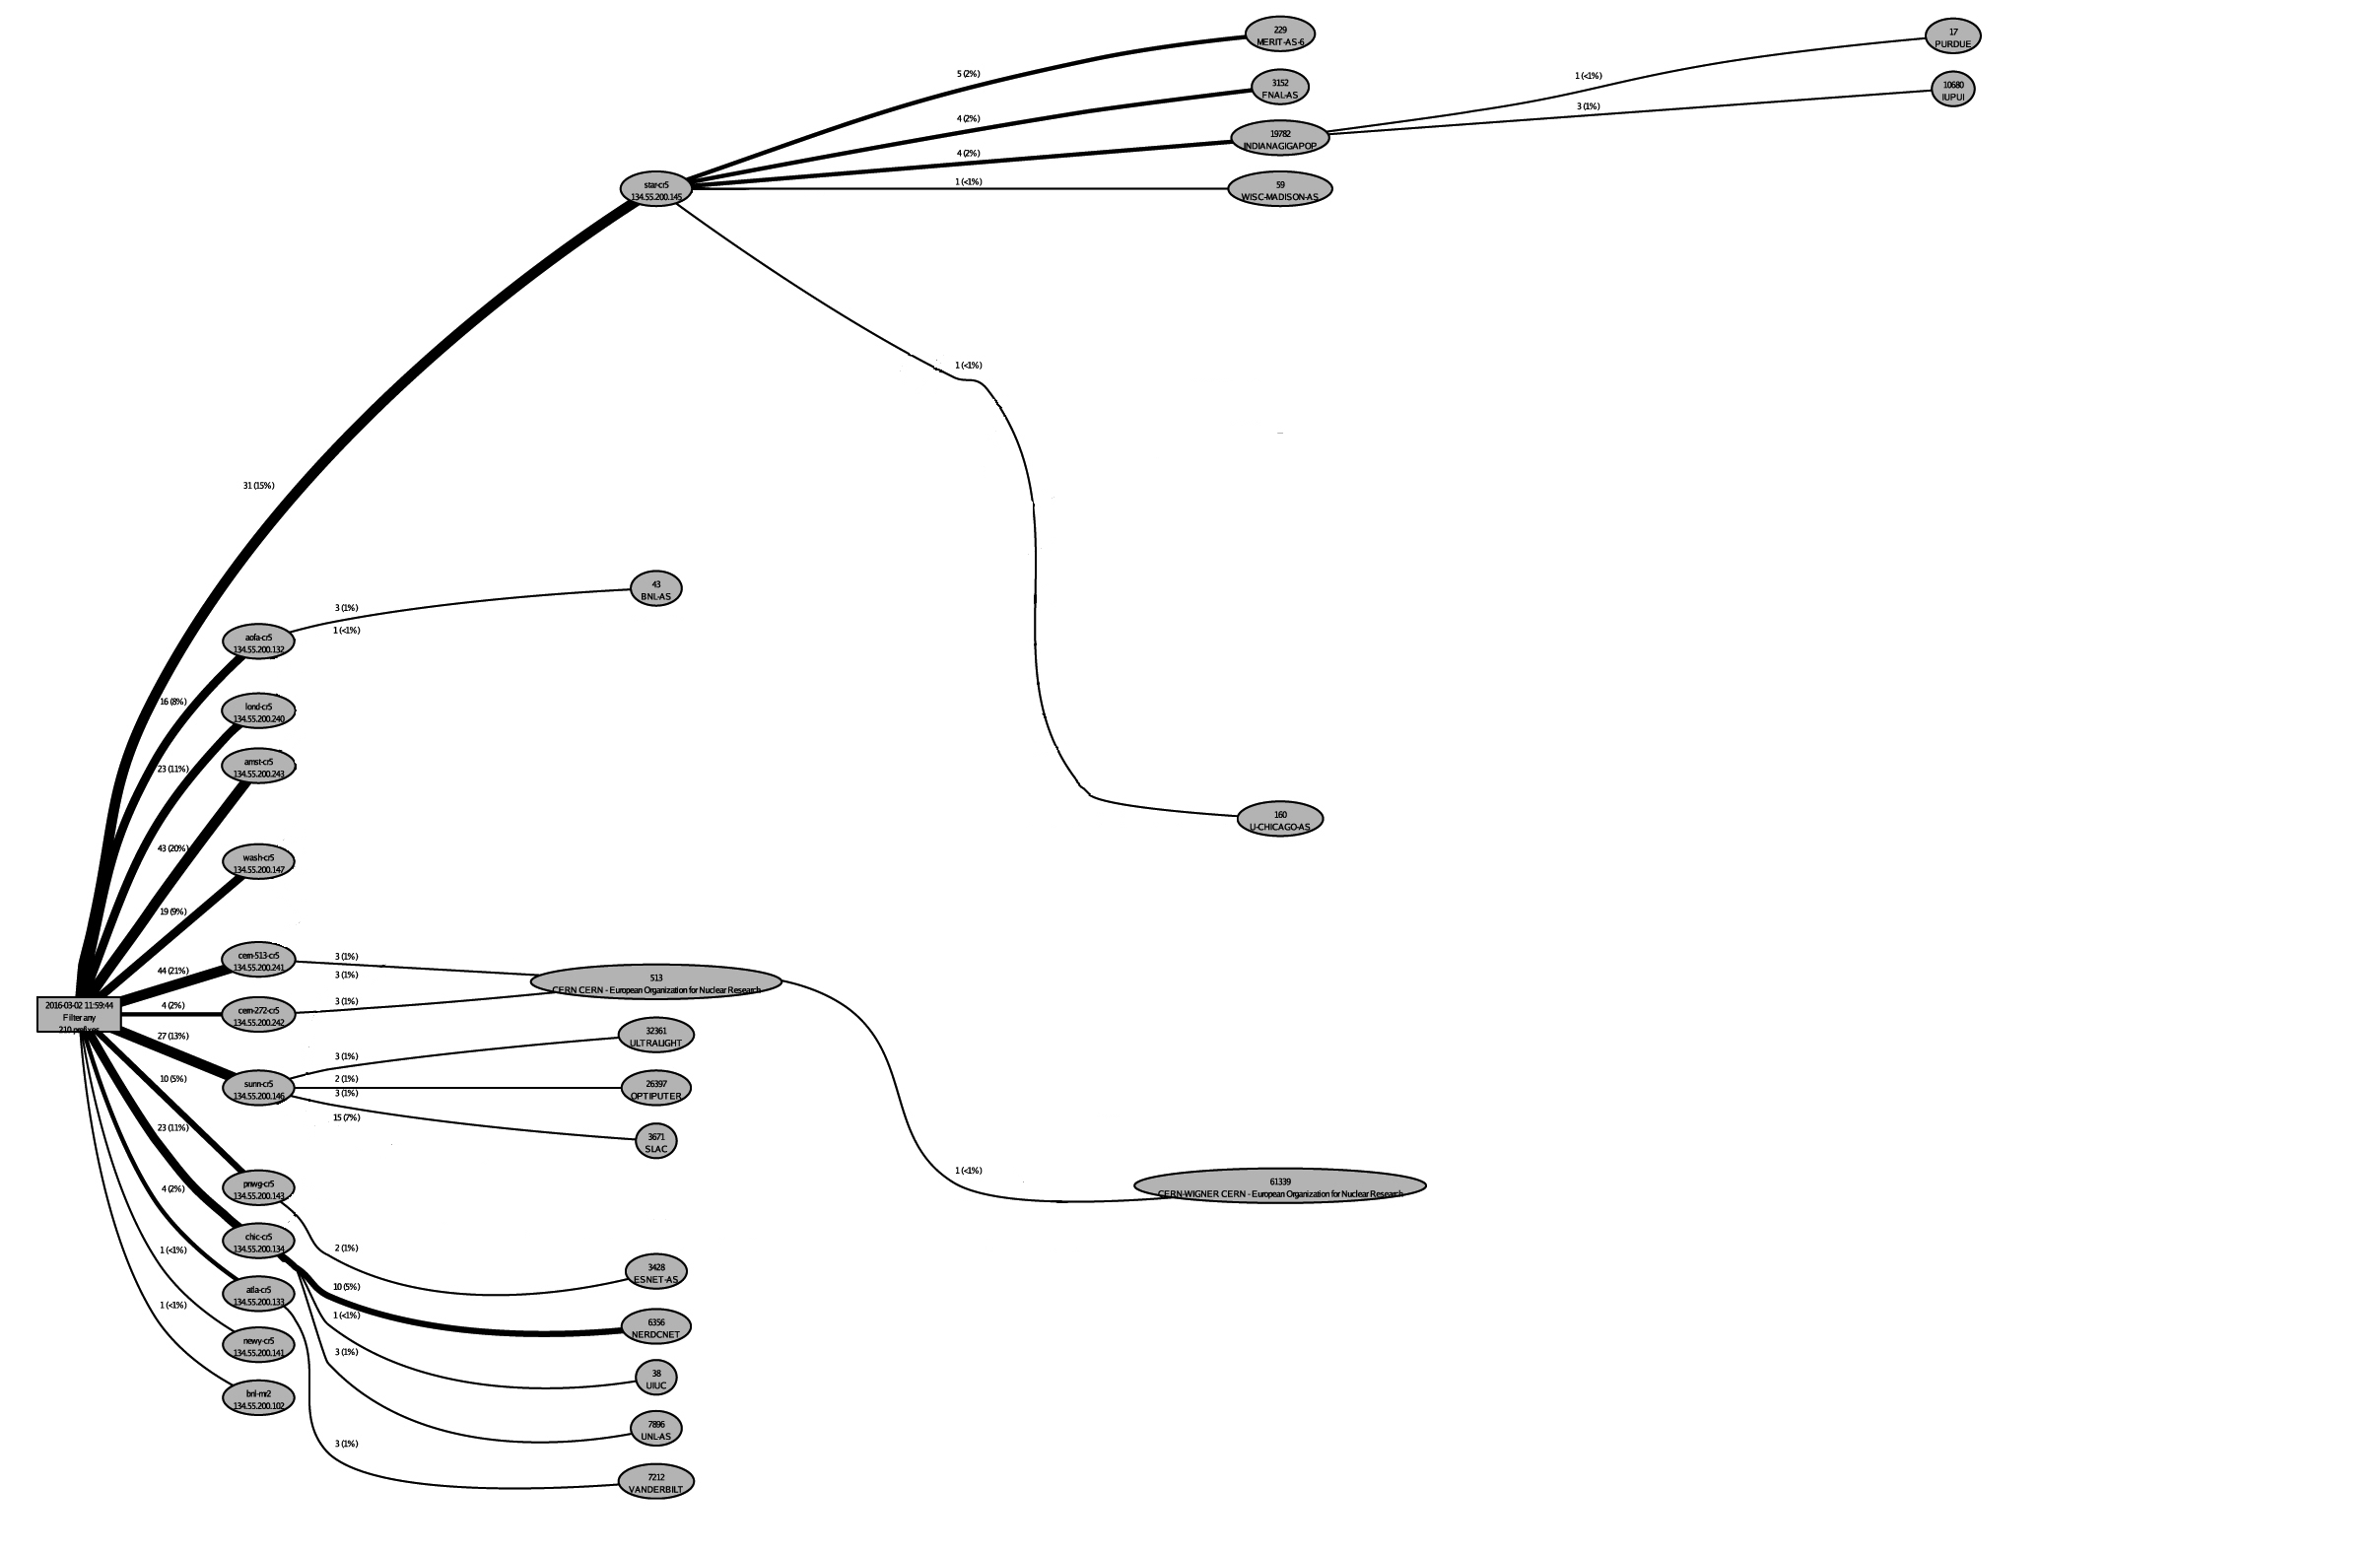 229
MERIT-AS-6
17
PURDUE
5 (2%)
1 (<1%)
3152
FNAL-AS
10680
IUPUI
3 (1%)
4 (2%)
19782
INDIANAGIGAPOP
4 (2%)
star-cr5
134.55.200.145
1 (<1%)
59
WISC-MADISON-AS
1 (<1%)
31 (15%)
43
BNL-AS
3 (1%)
1 (<1%)
aofa-cr5
134.55.200.132
16 (8%)
lond-cr5
134.55.200.240
23 (11%)
amst-cr5
134.55.200.243
160
U-CHICAGO-AS
43 (20%)
wash-cr5
134.55.200.147
19 (9%)
cern-513-cr5
134.55.200.241
3 (1%)
44 (21%)
3 (1%)
513
CERN CERN - European Organization for Nuclear Research
2016-03-02 11:59:44
Filter any
210 prefixes
4 (2%)
cern-272-cr5
134.55.200.242
3 (1%)
27 (13%)
32361
ULTRALIGHT
3 (1%)
10 (5%)
sunn-cr5
134.55.200.146
2 (1%)
3 (1%)
26397
OPTIPUTER
15 (7%)
23 (11%)
3671
SLAC
1 (<1%)
61339
CERN-WIGNER CERN - European Organization for Nuclear Research
pnwg-cr5
134.55.200.143
4 (2%)
chic-cr5
134.55.200.134
1 (<1%)
2 (1%)
3428
ESNET-AS
10 (5%)
atla-cr5
134.55.200.133
1 (<1%)
1 (<1%)
6356
NERDCNET
newy-cr5
134.55.200.141
3 (1%)
38
UIUC
bnl-mr2
134.55.200.102
7896
UNL-AS
3 (1%)
7212
VANDERBILT